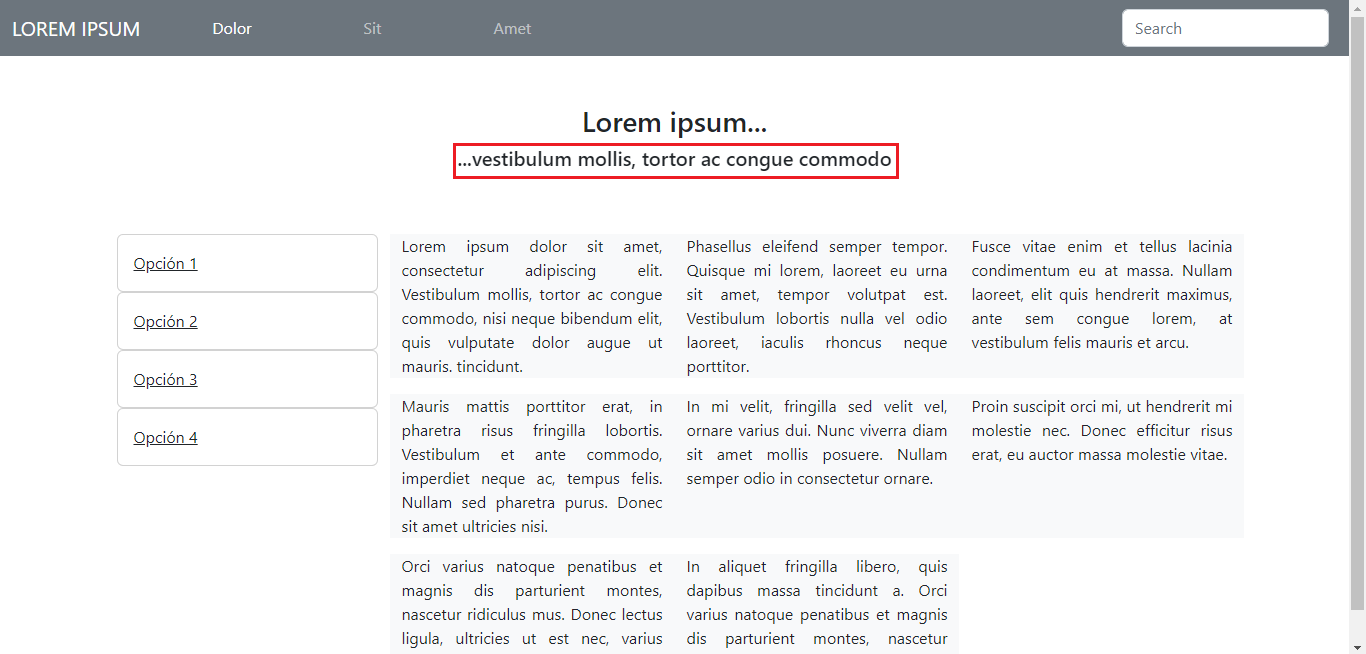 LOREM IPSUM Dolor Sit Amet Search
Lorem ipsum...
...vestibulum mollis, tortor ac congue commodo
Opción 1
Opción 2
Opción 3
Opción 4
Lorem ipsum dolor sit amet,
consectetur adipiscing elit.
Vestibulum mollis, tortor ac congue
commodo, nisi neque bibendum elit,
quis vulputate dolor augue ut
mauris. tincidunt.
Phasellus eleifend semper tempor.
Quisque mi lorem, laoreet eu urna
sit amet, tempor volutpat est.
Vestibulum lobortis nulla vel odio
laoreet, iaculis rhoncus neque
porttitor.
Fusce vitae enim et tellus lacinia
condimentum eu at massa. Nullam
laoreet, elit quis hendrerit maximus,
ante sem congue lorem, at
vestibulum felis mauris et arcu.
Mauris mattis porttitor erat, in
pharetra risus fringilla lobortis.
Vestibulum et ante commodo,
imperdiet neque ac, tempus felis.
Nullam sed pharetra purus. Donec
sit amet ultricies nisi.
In mi velit, fringilla sed velit vel,
ornare varius dui. Nunc viverra diam
sit amet mollis posuere. Nullam
semper odio in consectetur ornare.
Proin suscipit orci mi, ut hendrerit mi
molestie nec. Donec efficitur risus
erat, eu auctor massa molestie vitae.
Orci varius natoque penatibus et
magnis dis parturient montes,
nascetur ridiculus mus. Donec lectus
ligula, ultricies ut est nec, varius
In aliquet fringilla libero, quis
dapibus massa tincidunt a. Orci
varius natoque penatibus et magnis
dis parturient montes, nascetur